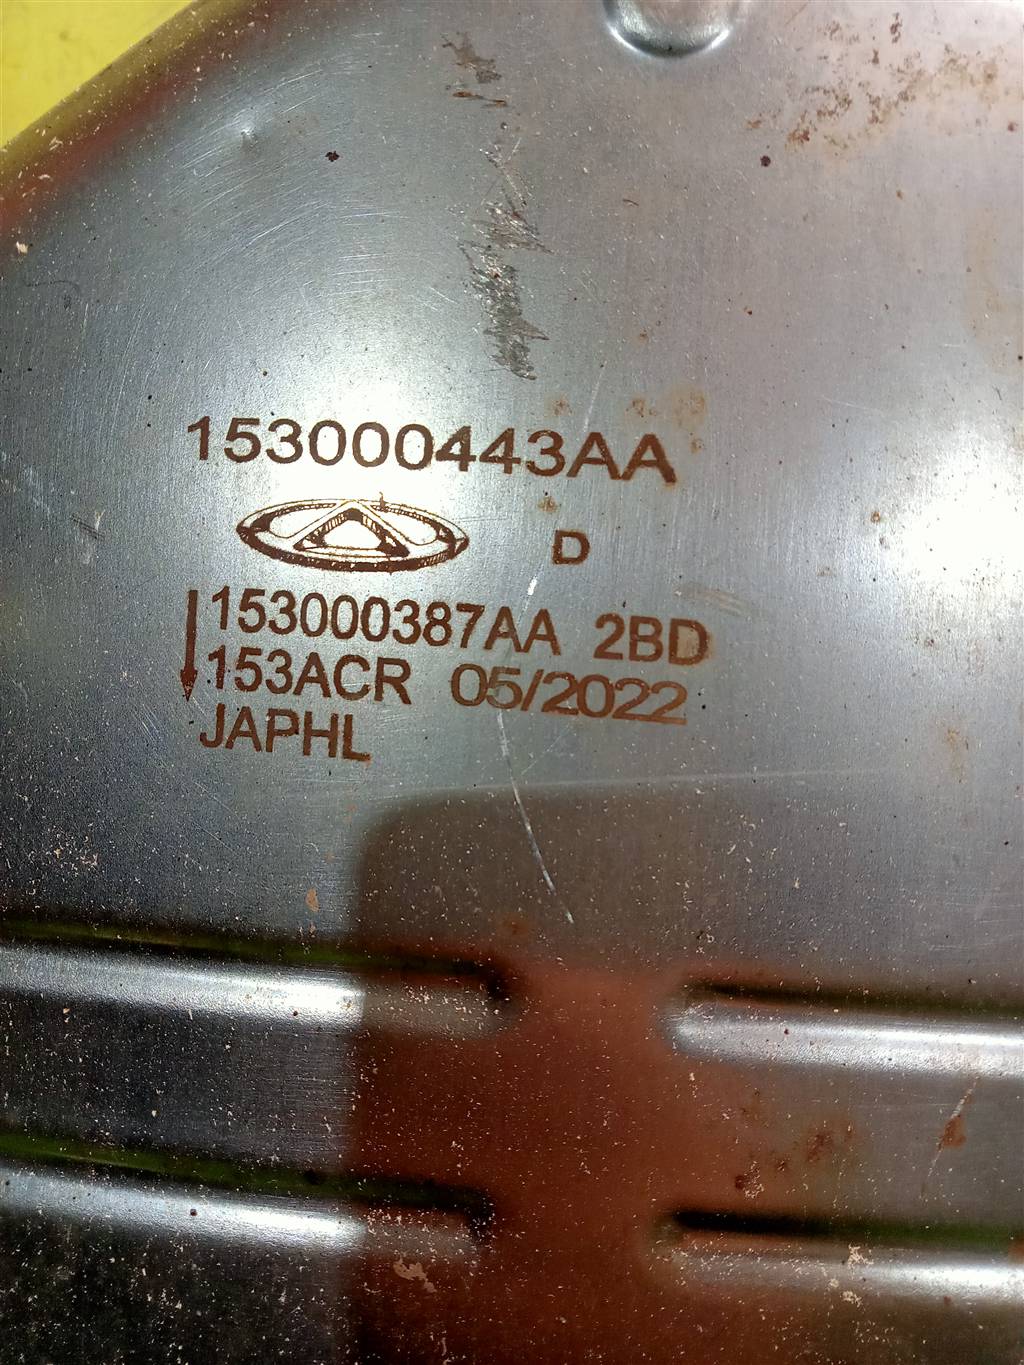 153000443AA
D
153000387AA 2BD
153ACR 05/2022
JAPHL